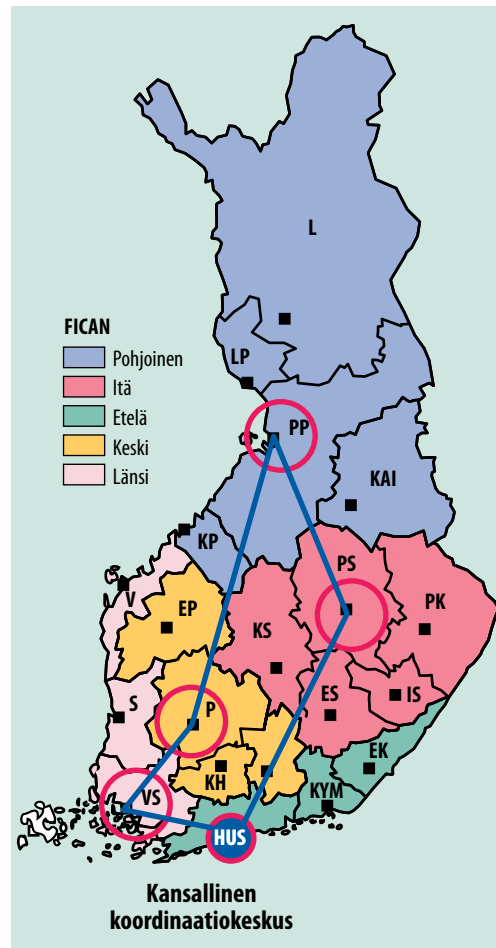 L
FICAN
Pohjoinen
Itä
Etelä
Keski
Länsi
LP
PP
KAI
KP
PS
V
EP
KS
PK
S
P
ES
IS
KH
EK
VS
KYM
HUS
Kansallinen
koordinaatiokeskus